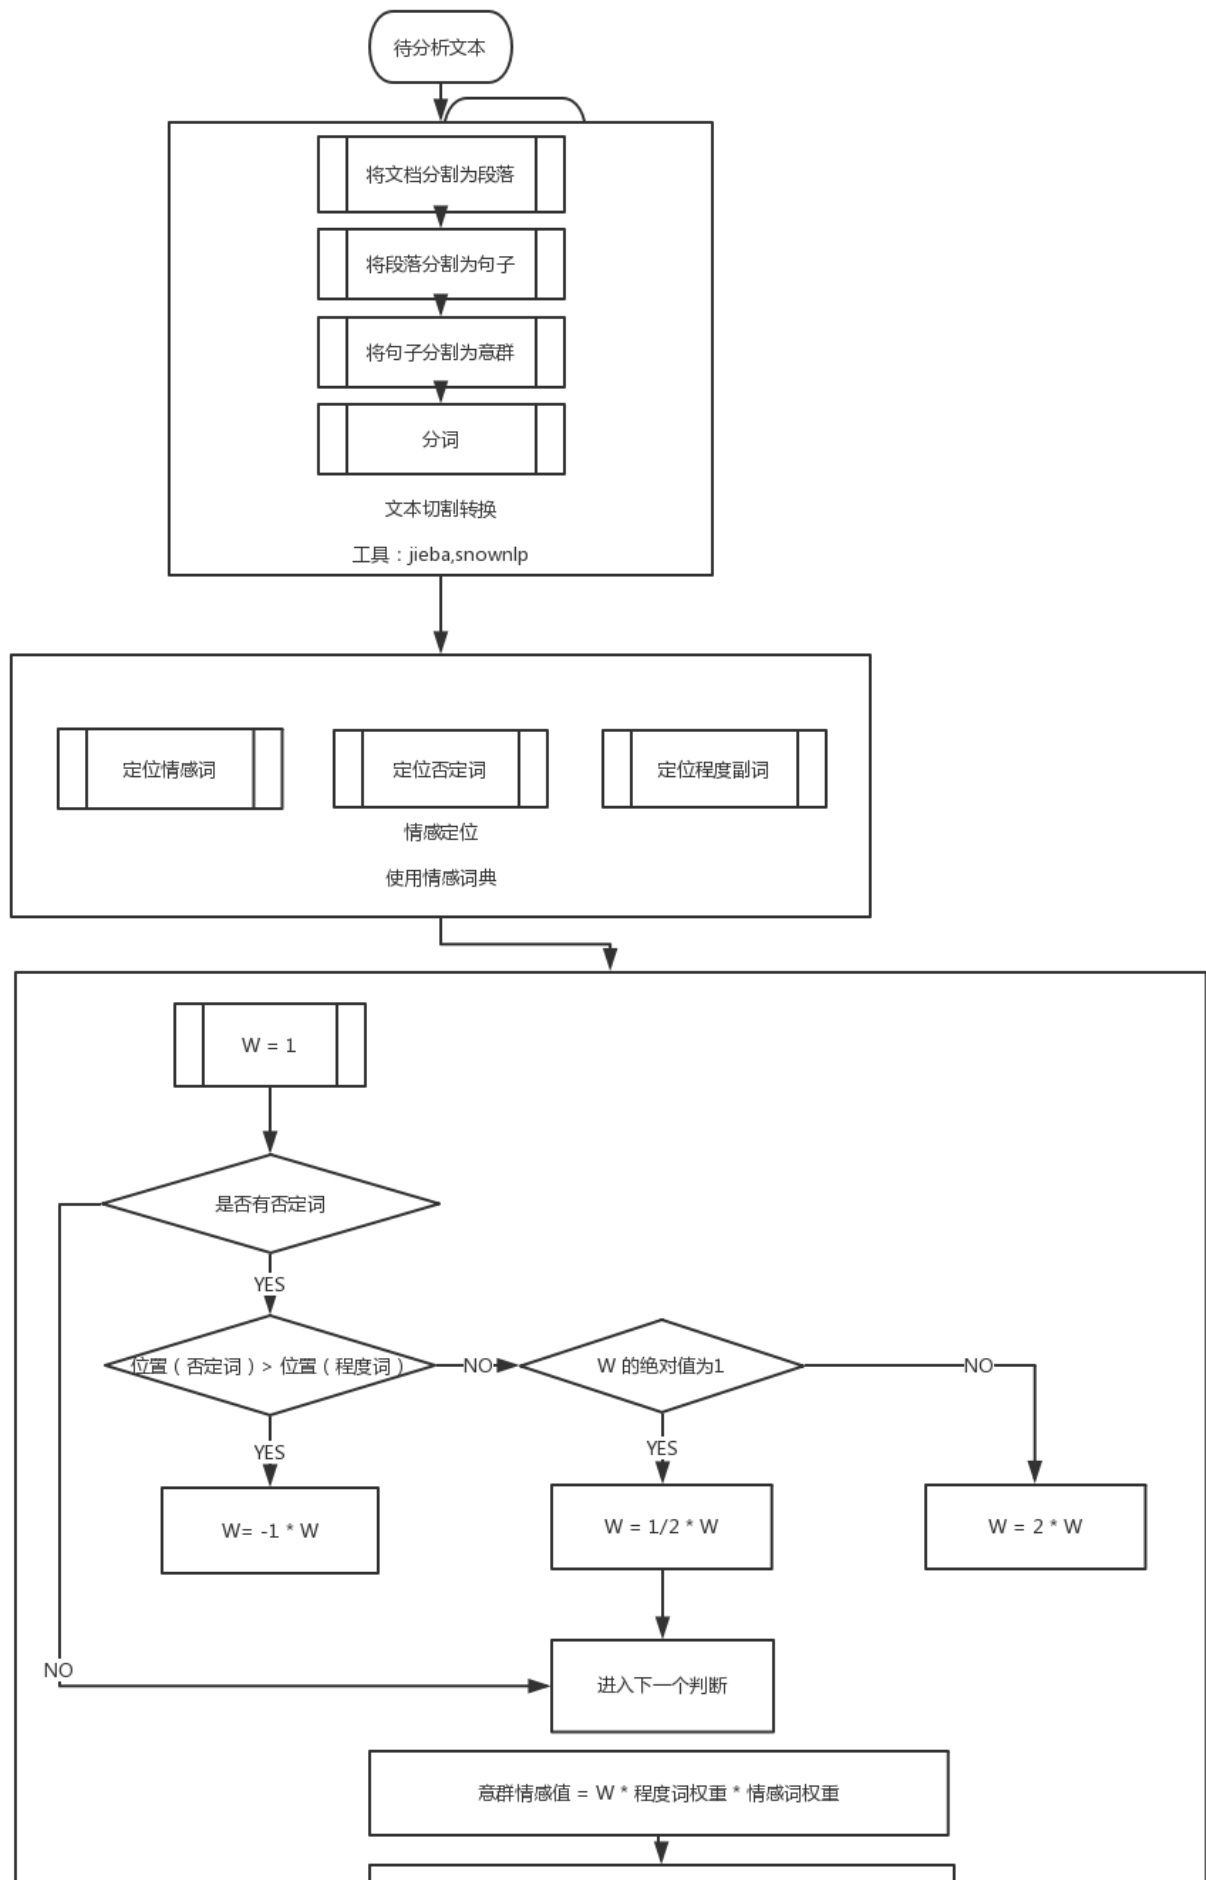 待分析文本
将文档分割为段落
将段落分割为句子
将句子分割为意群
分词
文本切割转换
工具：jieba,snownlp
定位情感词
定位否定词
定位程度副词
情感定位
使用情感词典
W = 1
是否有否定词
YES
位置（否定词）> 位置（程度词）
NO
W 的绝对值为1
NO
YES
YES
W= -1 * W
W = 1/2 * W
W = 2 * W
NO
进入下一个判断
意群情感值 = W * 程度词权重 * 情感词权重